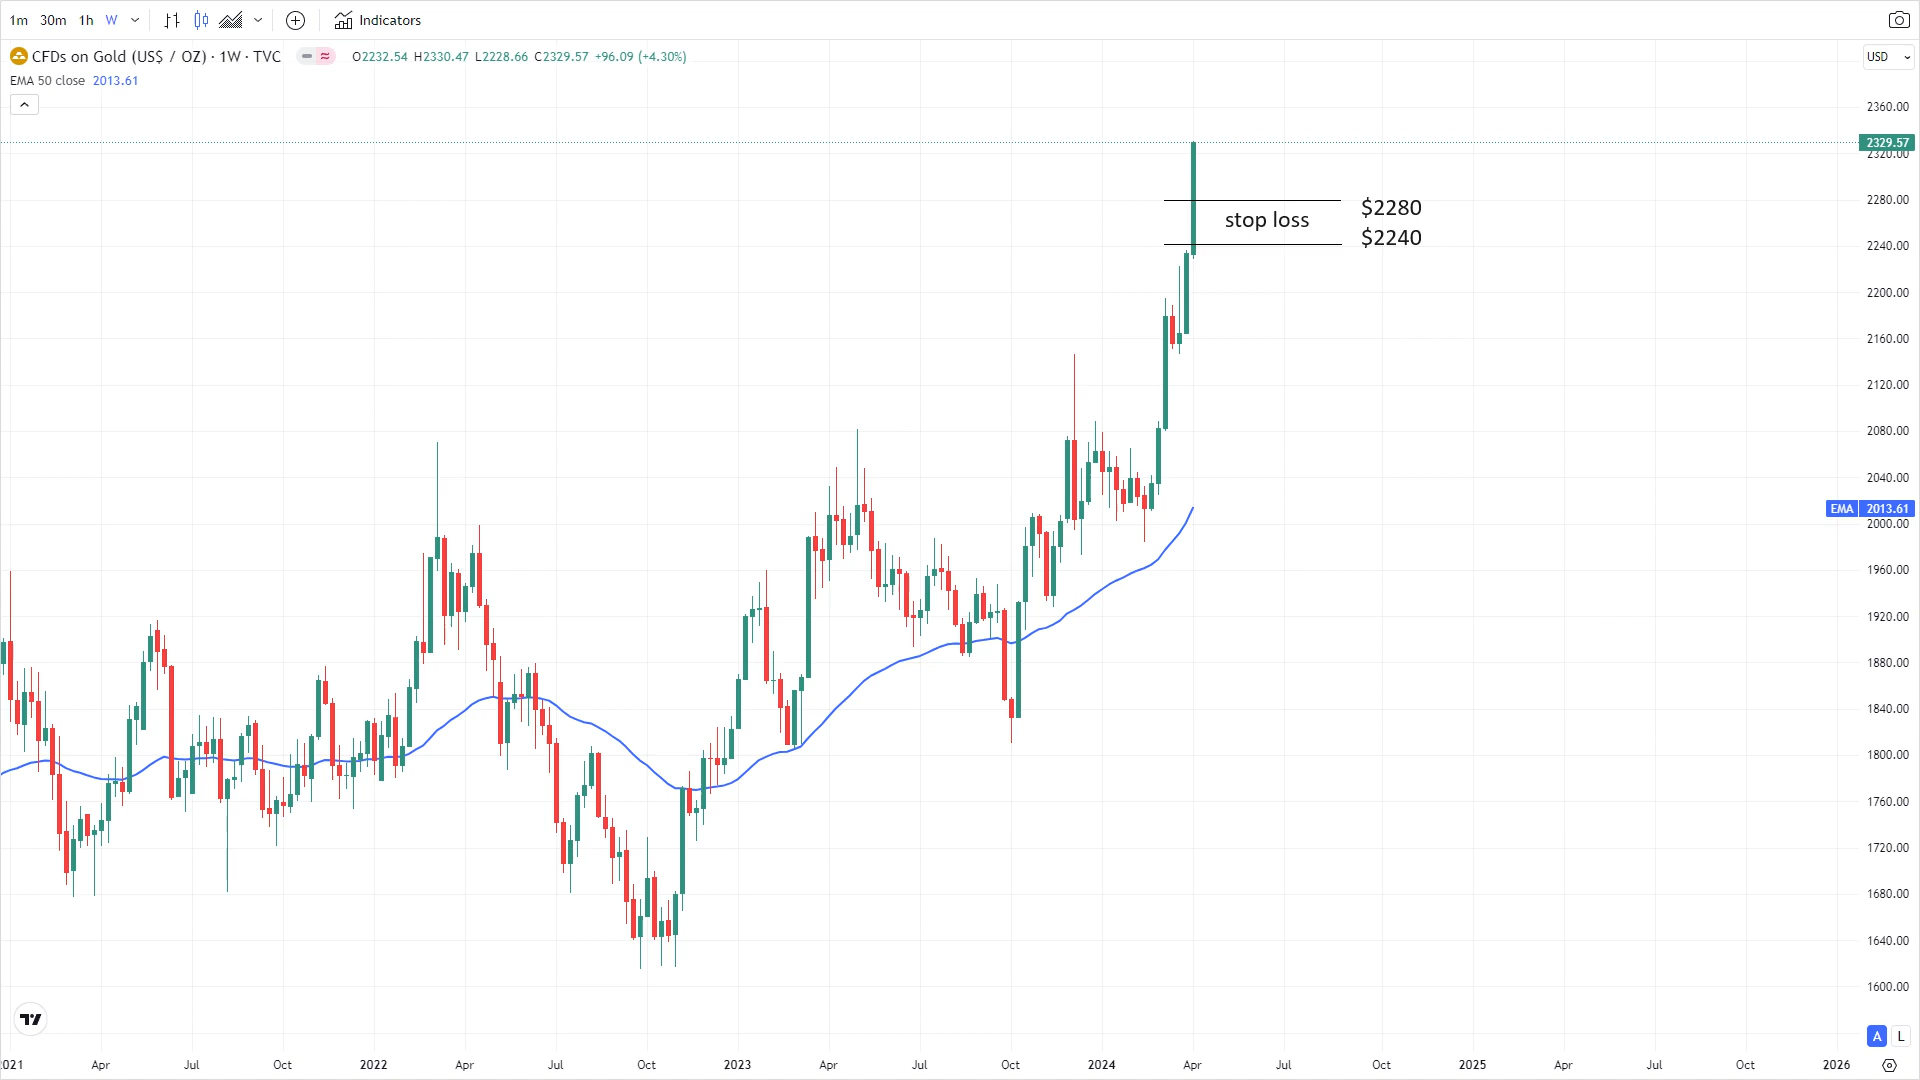 1m 30m 1h W Indicators
CFDs on Gold (US$ / OZ) · 1W · TVC O2232.54 H2330.47 L2228.66 C2329.57 +96.09 (+4.30%)
USD
EMA 50 close 2013.61
2360.00
2329.57
2320.00
2280.00
$2280
stop loss
$2240
2240.00
2200.00
2160.00
2120.00
2080.00
2040.00
EMA 2013.61
2000.00
1960.00
1920.00
1880.00
1840.00
1800.00
1760.00
1720.00
1680.00
1640.00
1600.00
A L
2021 Apr Jul Oct 2022 Apr Jul Oct 2023 Apr Jul Oct 2024 Apr Jul Oct 2025 Apr Jul Oct 2026